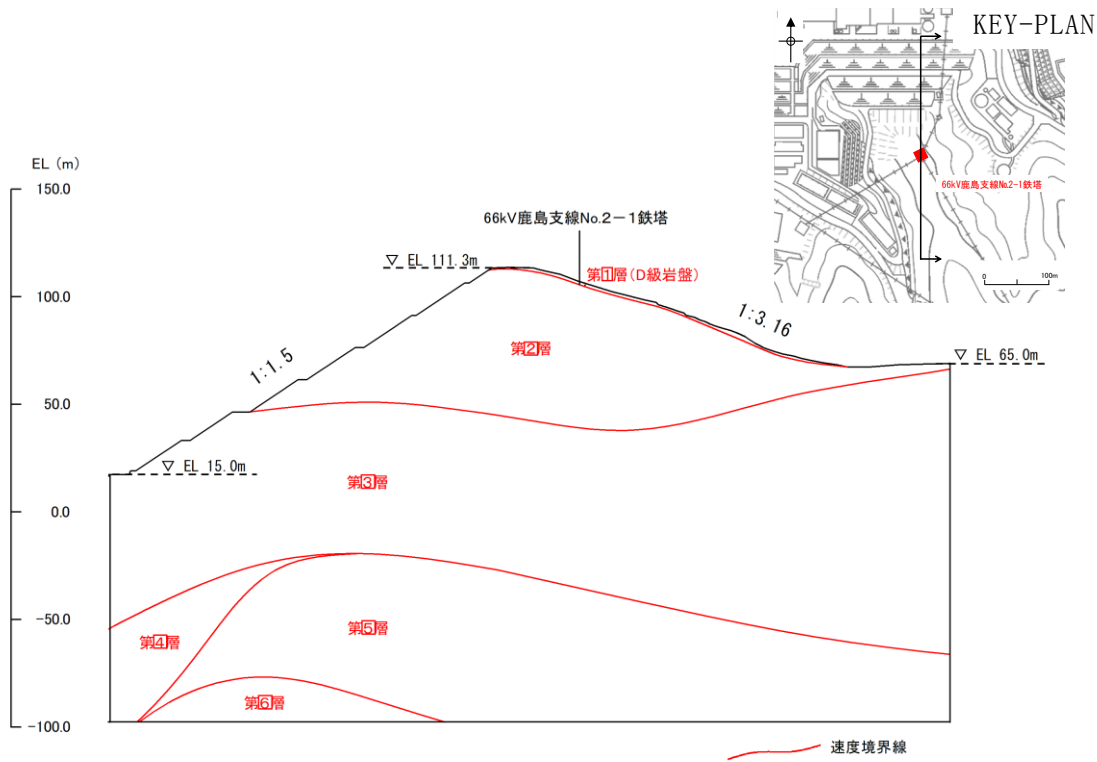 KEY-PLAN
66kV鹿島支線No.2-1鉄塔
0 100m
EL (m)
150.0
100.0
50.0
0.0
-50.0
-100.0
66kV鹿島支線No.2-1鉄塔
▽ EL 111.3m
第1層(D級岩盤)
1:3.16
第2層
1:1.5
▽ EL 65.0m
▽ EL 15.0m
第3層
第4層
第5層
第6層
速度境界線